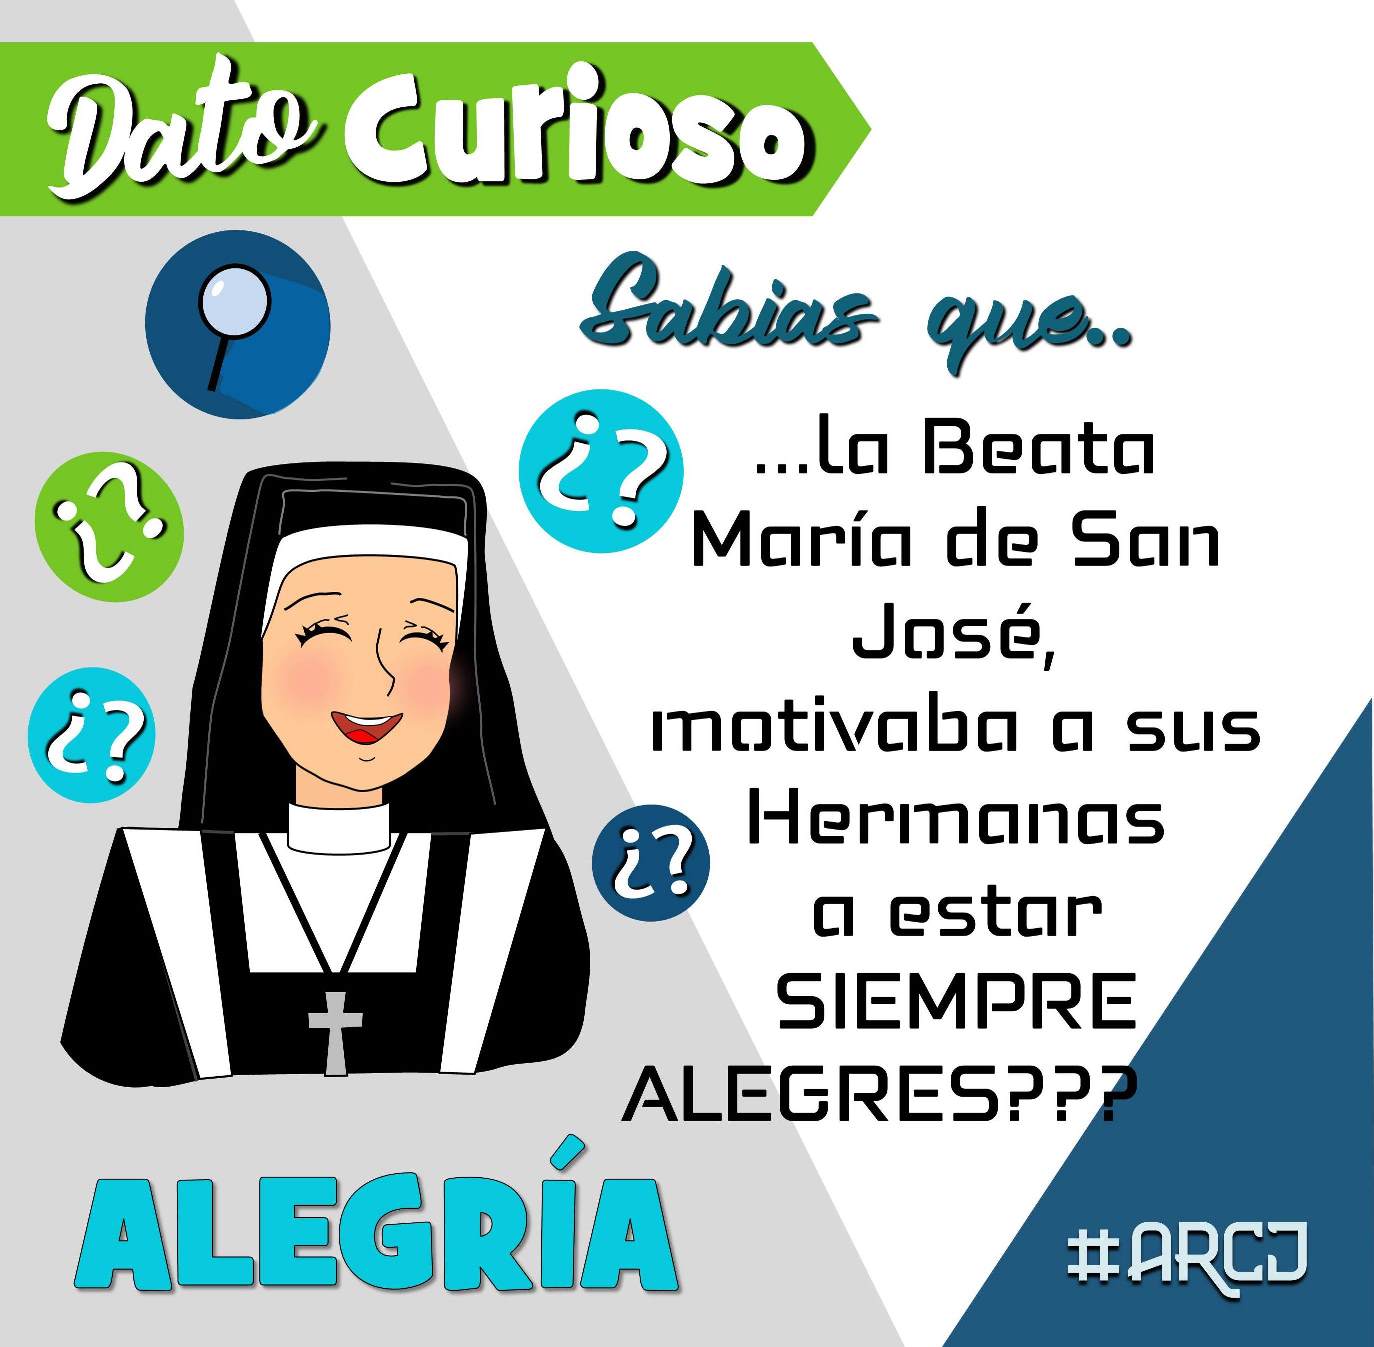 Dato Curioso
Sabias que..
¿?
...la Beata
María de San
José,
¿?
¿?
motivaba a sus
Hermanas
¿?
a estar
SIEMPRE
ALEGRES???
ALEGRÍA
#ARCJ